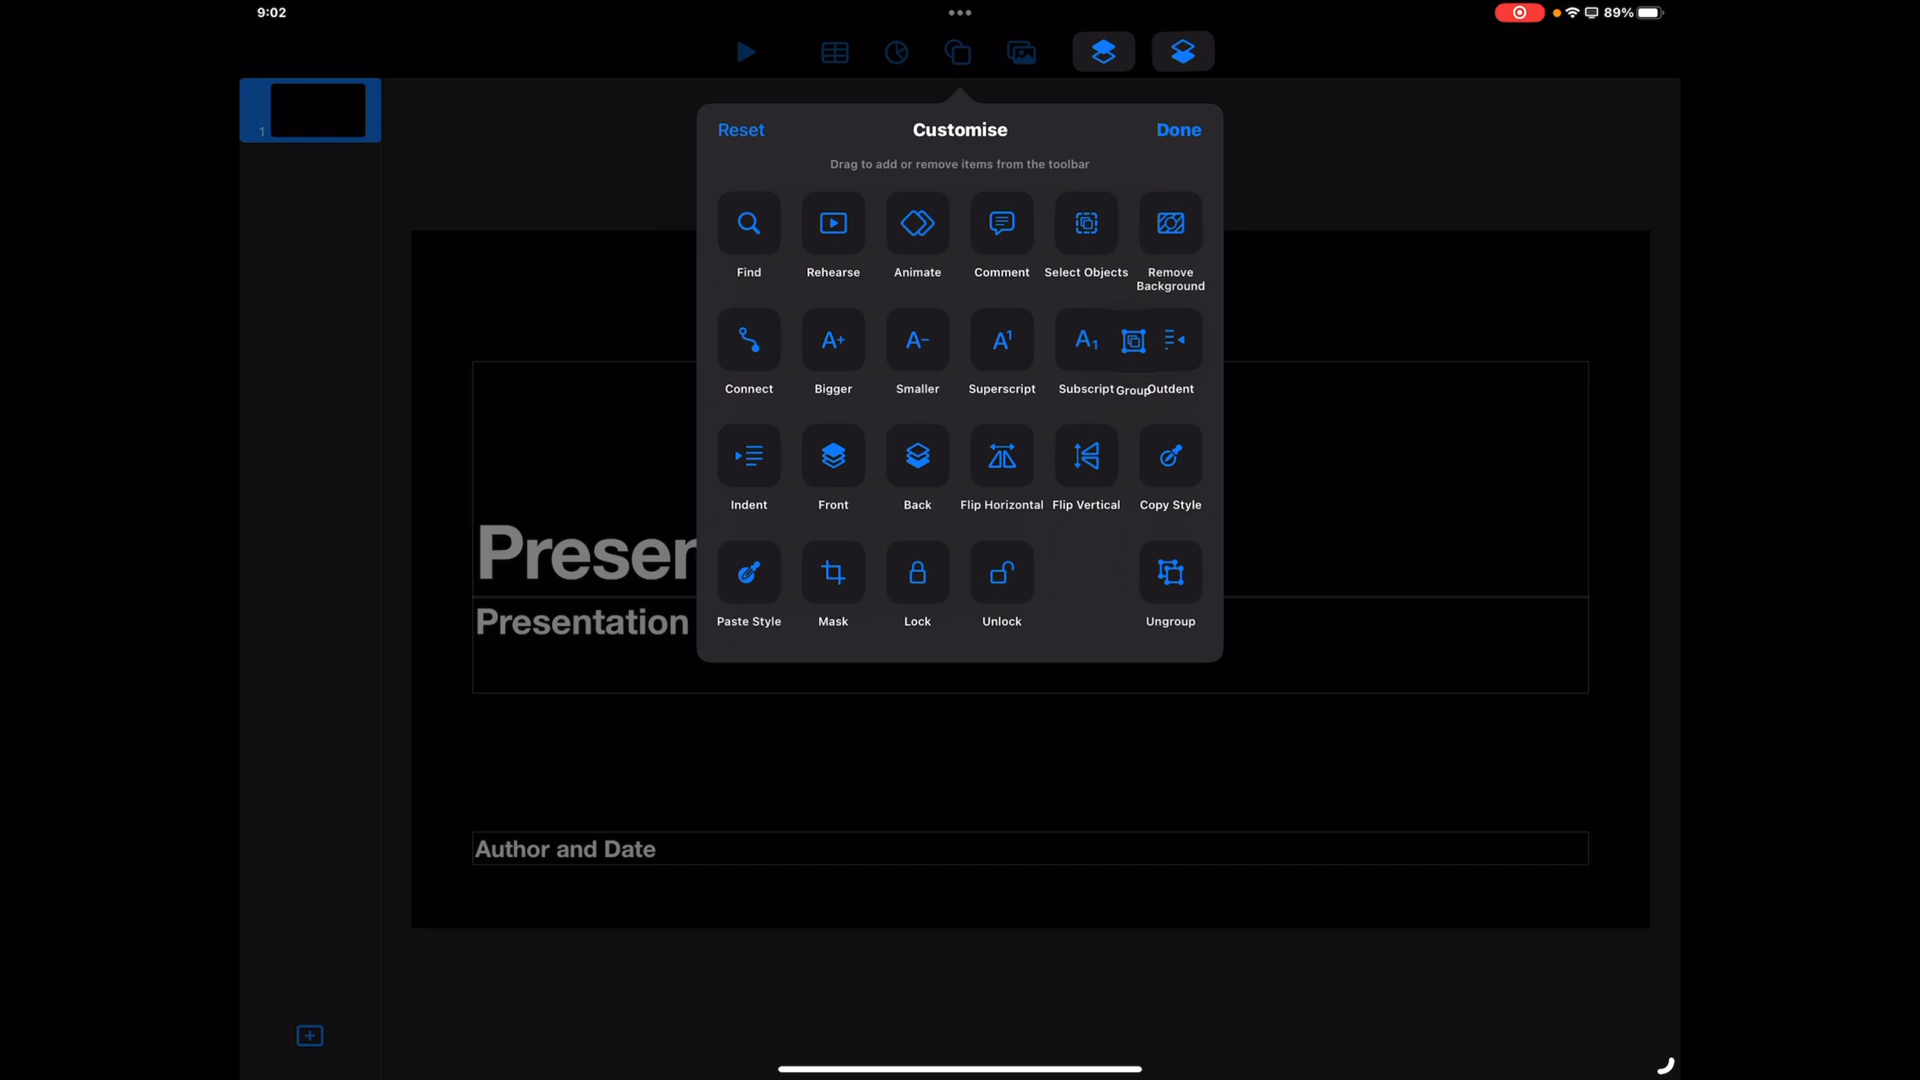 9:02
89%
Reset
Customise
Done
Drag to add or remove items from the toolbar
1
Find
Rehearse
Animate
Comment
Select Objects
Remove
Background
Connect
Bigger
Smaller
Superscript
Subscript
Group
Outdent
Indent
Front
Back
Flip Horizontal
Flip Vertical
Copy Style
Presen
Presentation
Paste Style
Mask
Lock
Unlock
Ungroup
Author and Date